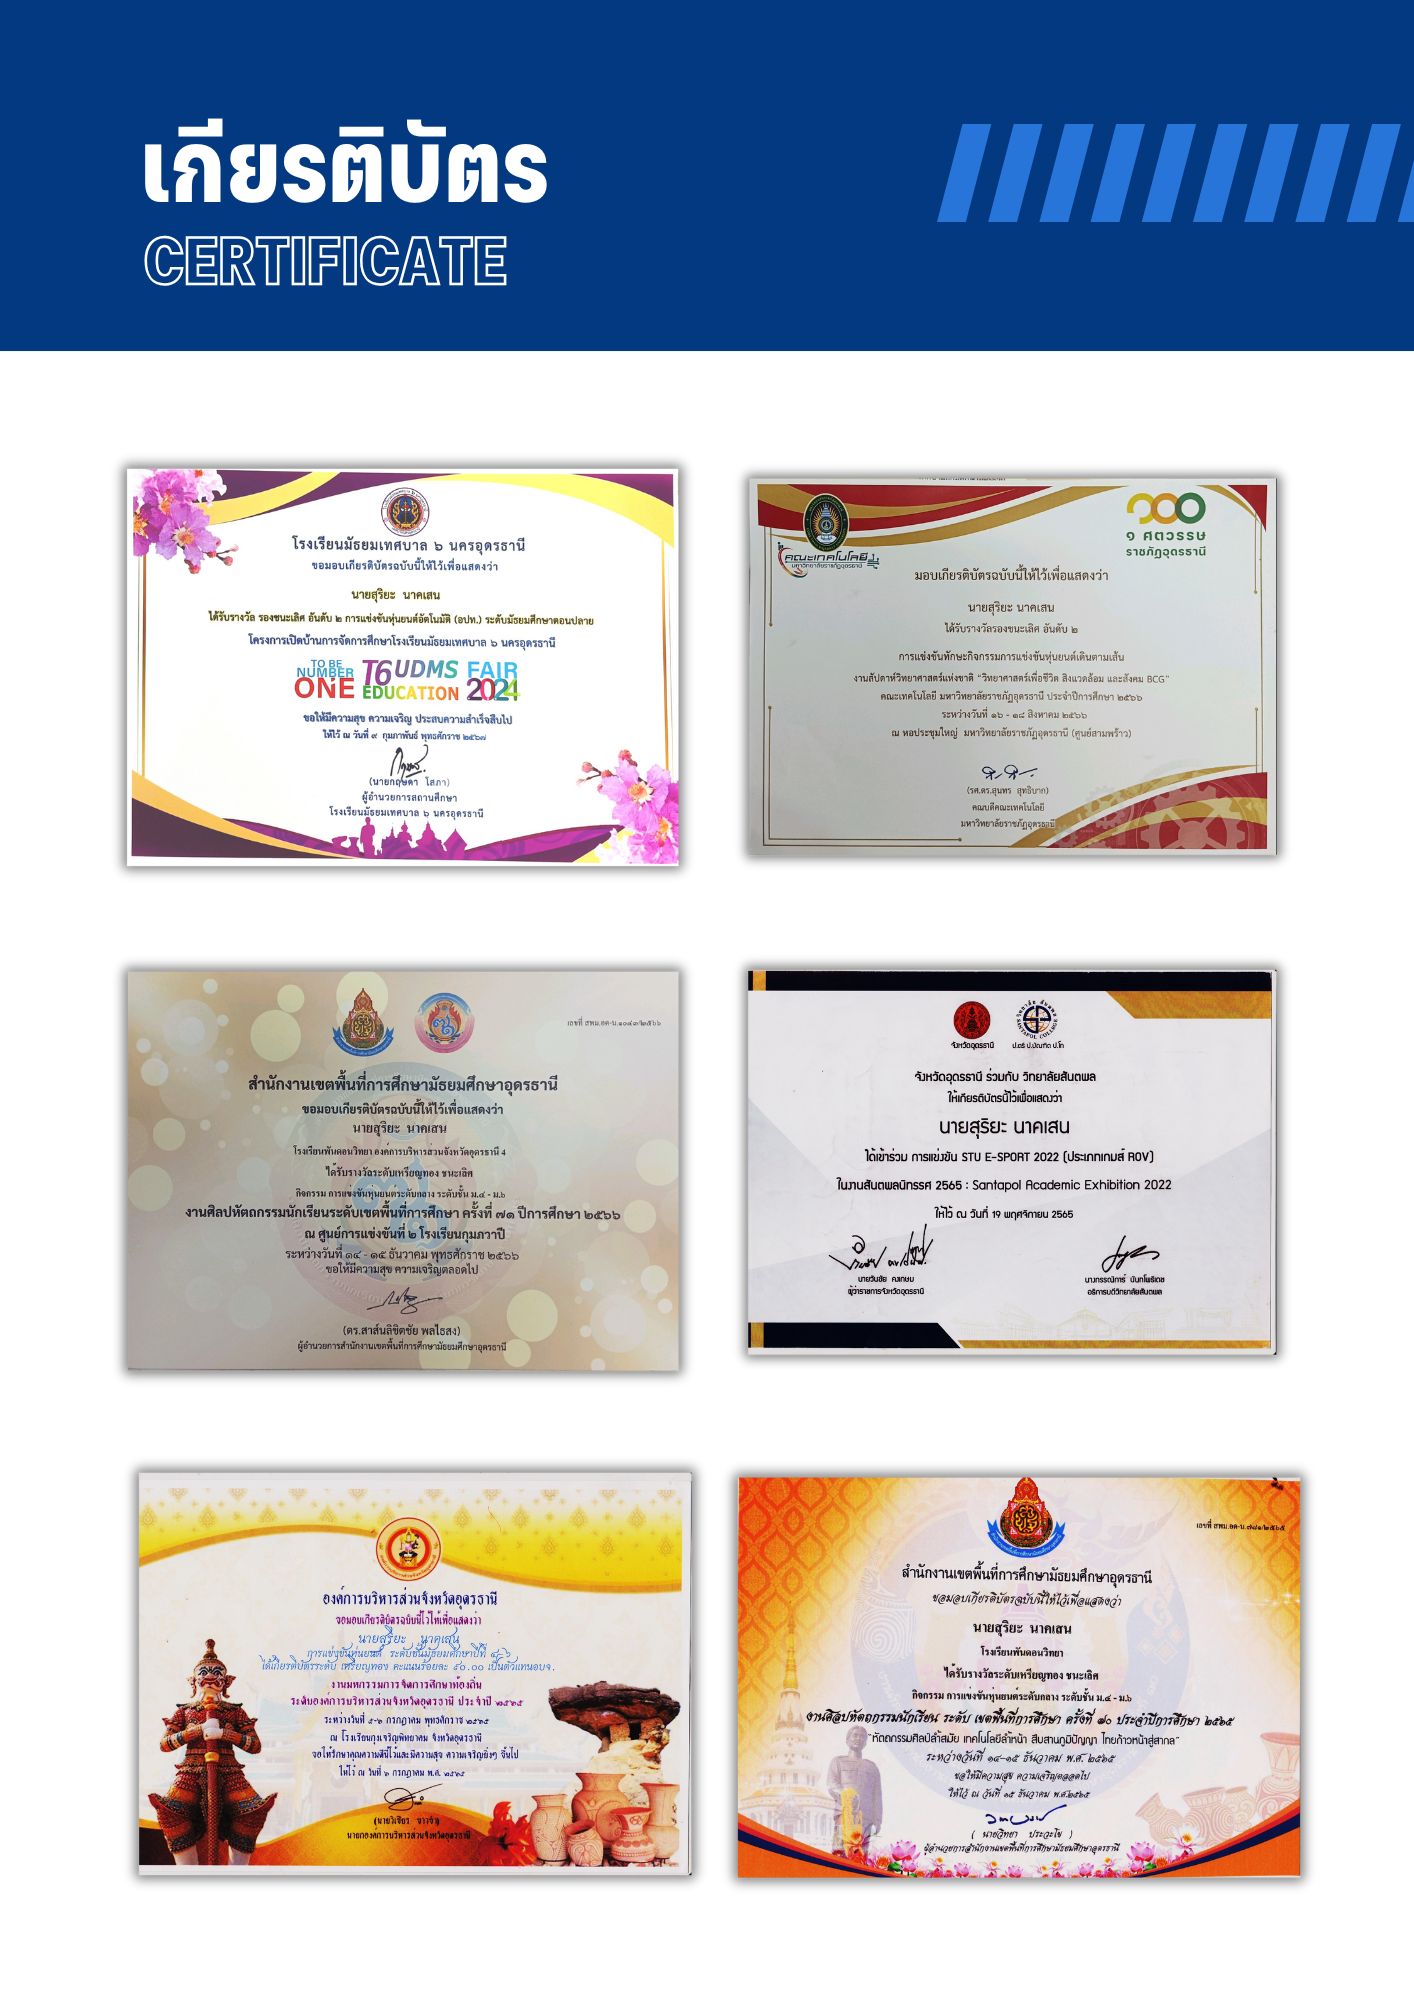 เกียรติบัตร
CERTIFICATE
โรงเรียนมัธยมเทศบาล ๖ นครอุดรธานี
ขอมอบเกียรติบัตรฉบับนี้ให้ไว้เพื่อแสดงว่า
นายสุริยะ นาคเสน
ได้รับรางวัล รองชนะเลิศ อันดับ ๒ การแข่งขันหุ่นยนต์อัตโนมัติ (อปท.) ระดับมัธยมศึกษาตอนปลาย
โครงการเปิดบ้านการจัดการศึกษาโรงเรียนมัธยมเทศบาล ๖ นครอุดรธานี
TO BE NUMBER ONE T6 UDMS EDUCATION FAIR 2024
ขอให้มีความสุข ความเจริญ ประสบความสำเร็จสืบไป
ให้ไว้ ณ วันที่ ๙ กุมภาพันธ์ พุทธศักราช ๒๕๖๗
(นายกฤษดา โสภา)
ผู้อำนวยการสถานศึกษา
โรงเรียนมัธยมเทศบาล ๖ นครอุดรธานี
๑๐๐
๑ ศตวรรษ
ราชภัฏอุดรธานี
คณะเทคโนโลยี
มหาวิทยาลัยราชภัฏอุดรธานี
มอบเกียรติบัตรฉบับนี้ให้ไว้เพื่อแสดงว่า
นายสุริยะ นาคเสน
ได้รับรางวัลรองชนะเลิศ อันดับ ๒
การแข่งขันทักษะกิจกรรมการแข่งขันหุ่นยนต์เดินตามเส้น
งานสัปดาห์วิทยาศาสตร์แห่งชาติ "วิทยาศาสตร์เพื่อชีวิต สิ่งแวดล้อม และสังคม BCG"
คณะเทคโนโลยี มหาวิทยาลัยราชภัฏอุดรธานี ประจำปีการศึกษา ๒๕๖๖
ระหว่างวันที่ ๑๖ - ๑๘ สิงหาคม ๒๕๖๖
ณ หอประชุมใหญ่ มหาวิทยาลัยราชภัฏอุดรธานี (ศูนย์สามพร้าว)
(รศ.ดร.สุนทร สุทธิบาก)
คณบดีคณะเทคโนโลยี
มหาวิทยาลัยราชภัฏอุดรธานี
เลขที่ สพม.อด-น.๑๐๔๓/๒๕๖๖
สำนักงานเขตพื้นที่การศึกษามัธยมศึกษาอุดรธานี
ขอมอบเกียรติบัตรฉบับนี้ให้ไว้เพื่อแสดงว่า
นายสุริยะ นาคเสน
โรงเรียนพันดอนวิทยา องค์การบริหารส่วนจังหวัดอุดรธานี 4
ได้รับรางวัลระดับเหรียญทอง ชนะเลิศ
กิจกรรม การแข่งขันหุ่นยนต์ระดับกลาง ระดับชั้น ม.๔ - ม.๖
งานศิลปหัตถกรรมนักเรียนระดับเขตพื้นที่การศึกษา ครั้งที่ ๗๑ ปีการศึกษา ๒๕๖๖
ณ ศูนย์การแข่งขันที่ ๒ โรงเรียนกุมภวาปี
ระหว่างวันที่ ๑๔ - ๑๕ ธันวาคม พุทธศักราช ๒๕๖๖
ขอให้มีความสุข ความเจริญตลอดไป
(ดร.สาส์นลิขิตชัย พลไธสง)
ผู้อำนวยการสำนักงานเขตพื้นที่การศึกษามัธยมศึกษาอุดรธานี
จังหวัดอุดรธานี
ป.ตรี ป.บัณฑิต ป.โท
จังหวัดอุดรธานี ร่วมกับ วิทยาลัยสันตพล
ให้เกียรติบัตรนี้ไว้เพื่อแสดงว่า
นายสุริยะ นาคเสน
ได้เข้าร่วม การแข่งขัน STU E-SPORT 2022 (ประเภทเกมส์ ROV)
ในงานสันตพลนิทรรศ 2565 : Santapol Academic Exhibition 2022
ให้ไว้ ณ วันที่ 19 พฤศจิกายน 2565
นายวันชัย คงเกษม
ผู้ว่าราชการจังหวัดอุดรธานี
นางกรรณิการ์ บันทโพธิเดช
อธิการบดีวิทยาลัยสันตพล
องค์การบริหารส่วนจังหวัดอุดรธานี
ขอมอบเกียรติบัตรฉบับนี้ไว้ให้เพื่อแสดงว่า
นายสุริยะ นาคเสน
การแข่งขันหุ่นยนต์ ระดับชั้นมัธยมศึกษาปีที่ ๔-๖
ได้เกียรติบัตรระดับ เหรียญทอง คะแนนร้อยละ ๙๐.๐๐ เป็นตัวแทนอบจ.
งานมหกรรมการจัดการศึกษาท้องถิ่น
ระดับองค์การบริหารส่วนจังหวัดอุดรธานี ประจำปี ๒๕๖๕
ระหว่างวันที่ ๕-๖ กรกฎาคม พุทธศักราช ๒๕๖๕
ณ โรงเรียนกุงเจริญพิทยาคม จังหวัดอุดรธานี
ขอให้รักษาคุณความดีนี้ไว้และมีความสุข ความเจริญยิ่งๆ ขึ้นไป
ให้ไว้ ณ วันที่ ๖ กรกฎาคม พ.ศ. ๒๕๖๕
(นายวิเชียร ขาวขำ)
นายกองค์การบริหารส่วนจังหวัดอุดรธานี
เลขที่ สพม.อด-น.๗๘๑/๒๕๖๕
สำนักงานเขตพื้นที่การศึกษามัธยมศึกษาอุดรธานี
ขอมอบเกียรติบัตรฉบับนี้ให้ไว้เพื่อแสดงว่า
นายสุริยะ นาคเสน
โรงเรียนพันดอนวิทยา
ได้รับรางวัลระดับเหรียญทอง ชนะเลิศ
กิจกรรม การแข่งขันหุ่นยนต์ระดับกลาง ระดับชั้น ม.๔ - ม.๖
งานศิลปหัตถกรรมนักเรียน ระดับ เขตพื้นที่การศึกษา ครั้งที่ ๗๐ ประจำปีการศึกษา ๒๕๖๕
"หัตถกรรมศิลป์ล้ำสมัย เทคโนโลยีล้ำหน้า สืบสานภูมิปัญญา ไทยก้าวหน้าสู่สากล"
ระหว่างวันที่ ๑๔-๑๕ ธันวาคม พ.ศ. ๒๕๖๕
ขอให้มีความสุข ความเจริญตลอดไป
ให้ไว้ ณ วันที่ ๑๕ ธันวาคม พ.ศ.๒๕๖๕
( นายวิทยา ประวะโข )
ผู้อำนวยการสำนักงานเขตพื้นที่การศึกษามัธยมศึกษาอุดรธานี